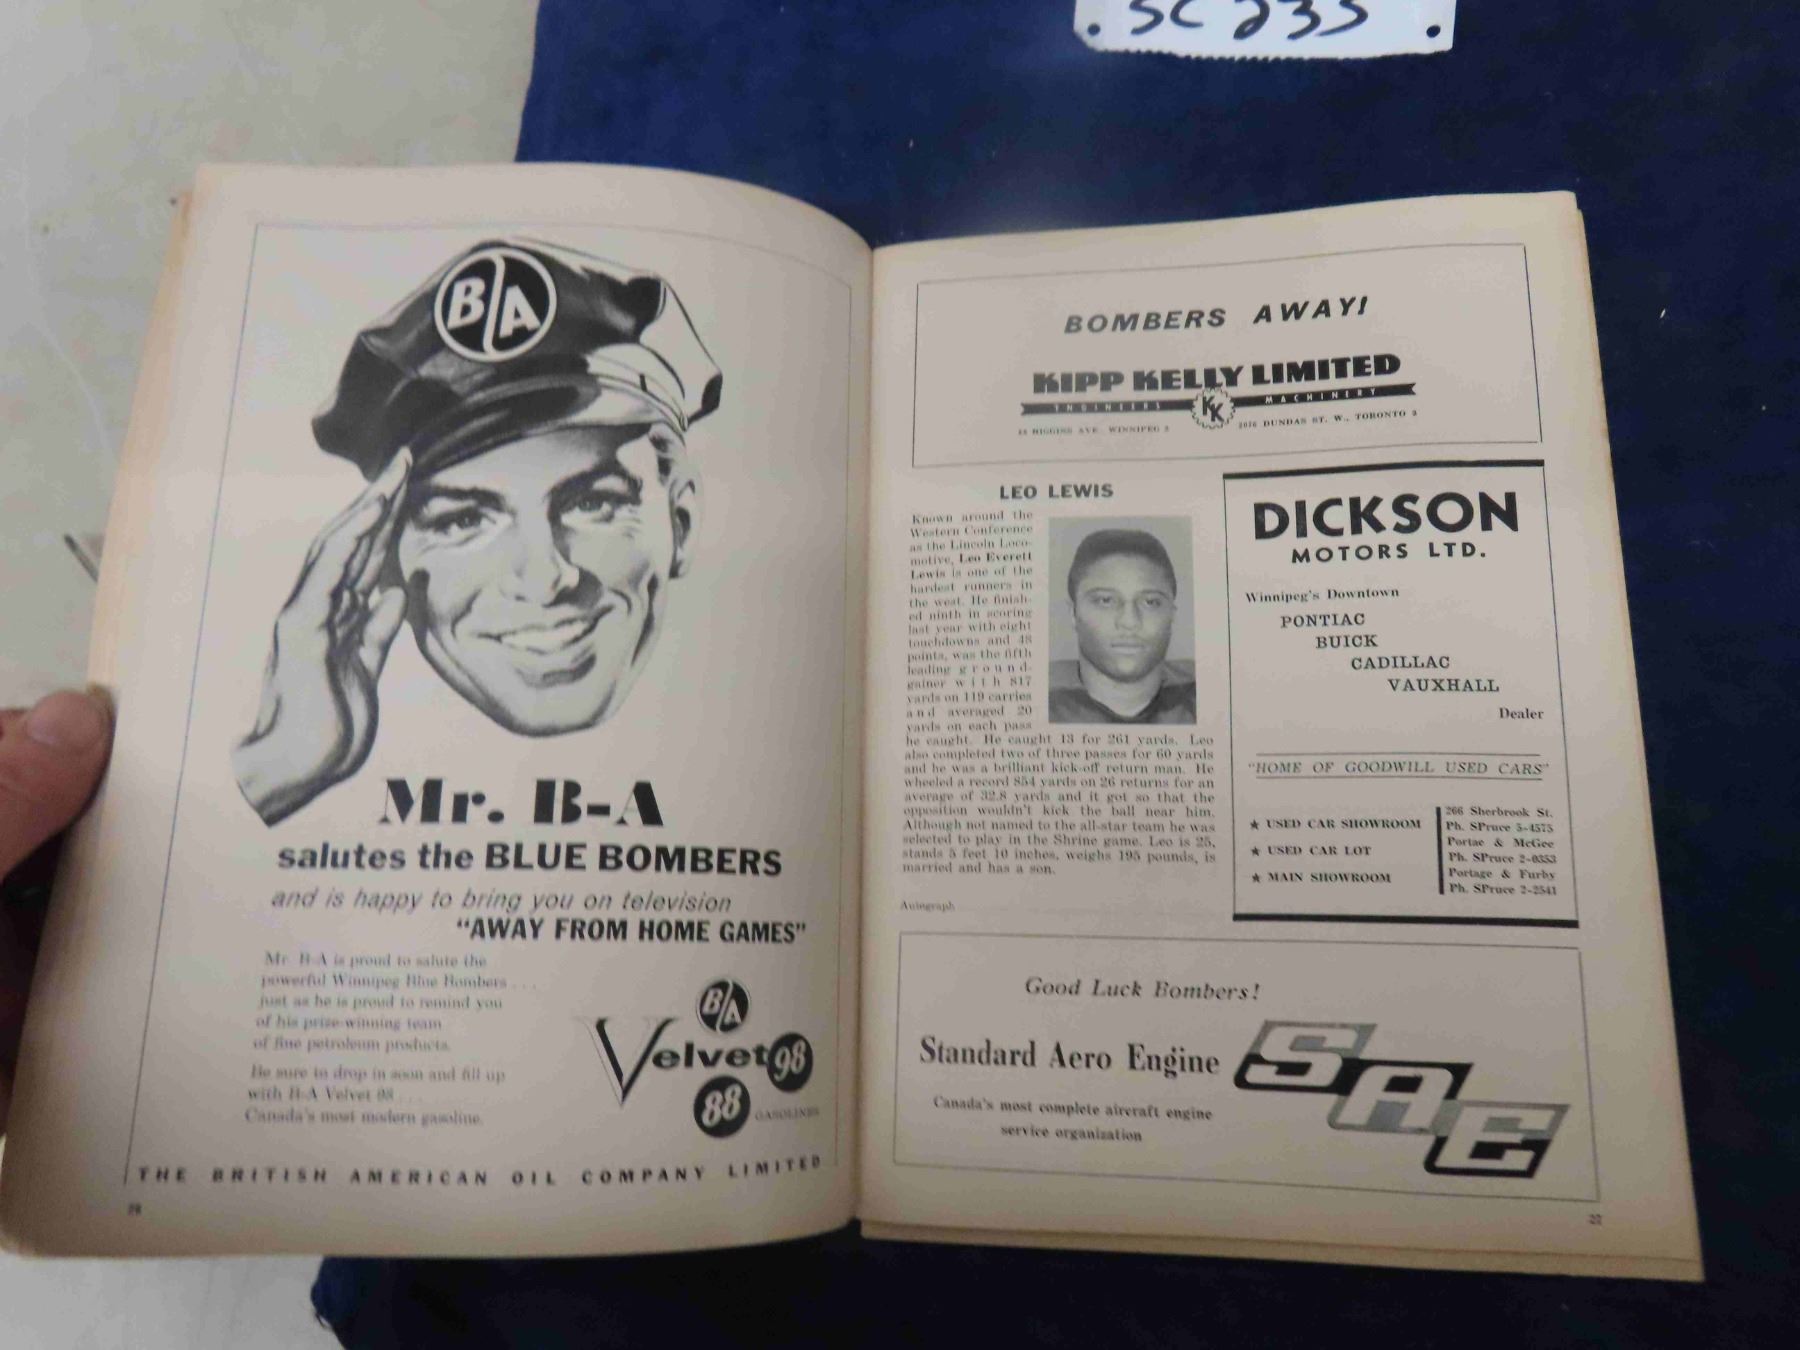 SC 235
B/A
Mr. B-A
salutes the BLUE BOMBERS
and is happy to bring you on television
"AWAY FROM HOME GAMES"
Mr. B-A is proud to salute the
powerful Winnipeg Blue Bombers . . .
just as he is proud to remind you
of his prize-winning team
of fine petroleum products.
Be sure to drop in soon and fill up
with B-A Velvet 98 . . .
Canada's most modern gasoline.
B/A
Velvet 98
88 GASOLINES
THE BRITISH AMERICAN OIL COMPANY LIMITED
BOMBERS AWAY!
KIPP KELLY LIMITED
ENGINEERS KK MACHINERY
HIGGINS AVE. WINNIPEG 2 DUNDAS ST. W., TORONTO
LEO LEWIS
Known around the
Western Conference
as the Lincoln Loco-
motive, Leo Everett
Lewis is one of the
hardest runners in
the west. He finish-
ed ninth in scoring
last year with eight
touchdowns and 48
points, was the fifth
leading ground-
gainer with 817
yards on 119 carries
and averaged 20
yards on each pass
he caught. He caught 13 for 261 yards. Leo
also completed two of three passes for 60 yards
and he was a brilliant kick-off return man. He
wheeled a record 854 yards on 26 returns for an
average of 32.8 yards and it got so that the
opposition wouldn't kick the ball near him.
Although not named to the all-star team he was
selected to play in the Shrine game. Leo is 25,
stands 5 feet 10 inches, weighs 195 pounds, is
married and has a son.
Autograph
DICKSON
MOTORS LTD.
Winnipeg's Downtown
PONTIAC
BUICK
CADILLAC
VAUXHALL
Dealer
"HOME OF GOODWILL USED CARS"
★ USED CAR SHOWROOM
★ USED CAR LOT
★ MAIN SHOWROOM
266 Sherbrook St.
Ph. SPruce 5-4575
Portae & McGee
Ph. SPruce 2-0353
Portage & Furby
Ph. SPruce 2-2541
Good Luck Bombers!
Standard Aero Engine
SAE
Canada's most complete aircraft engine
service organization
27